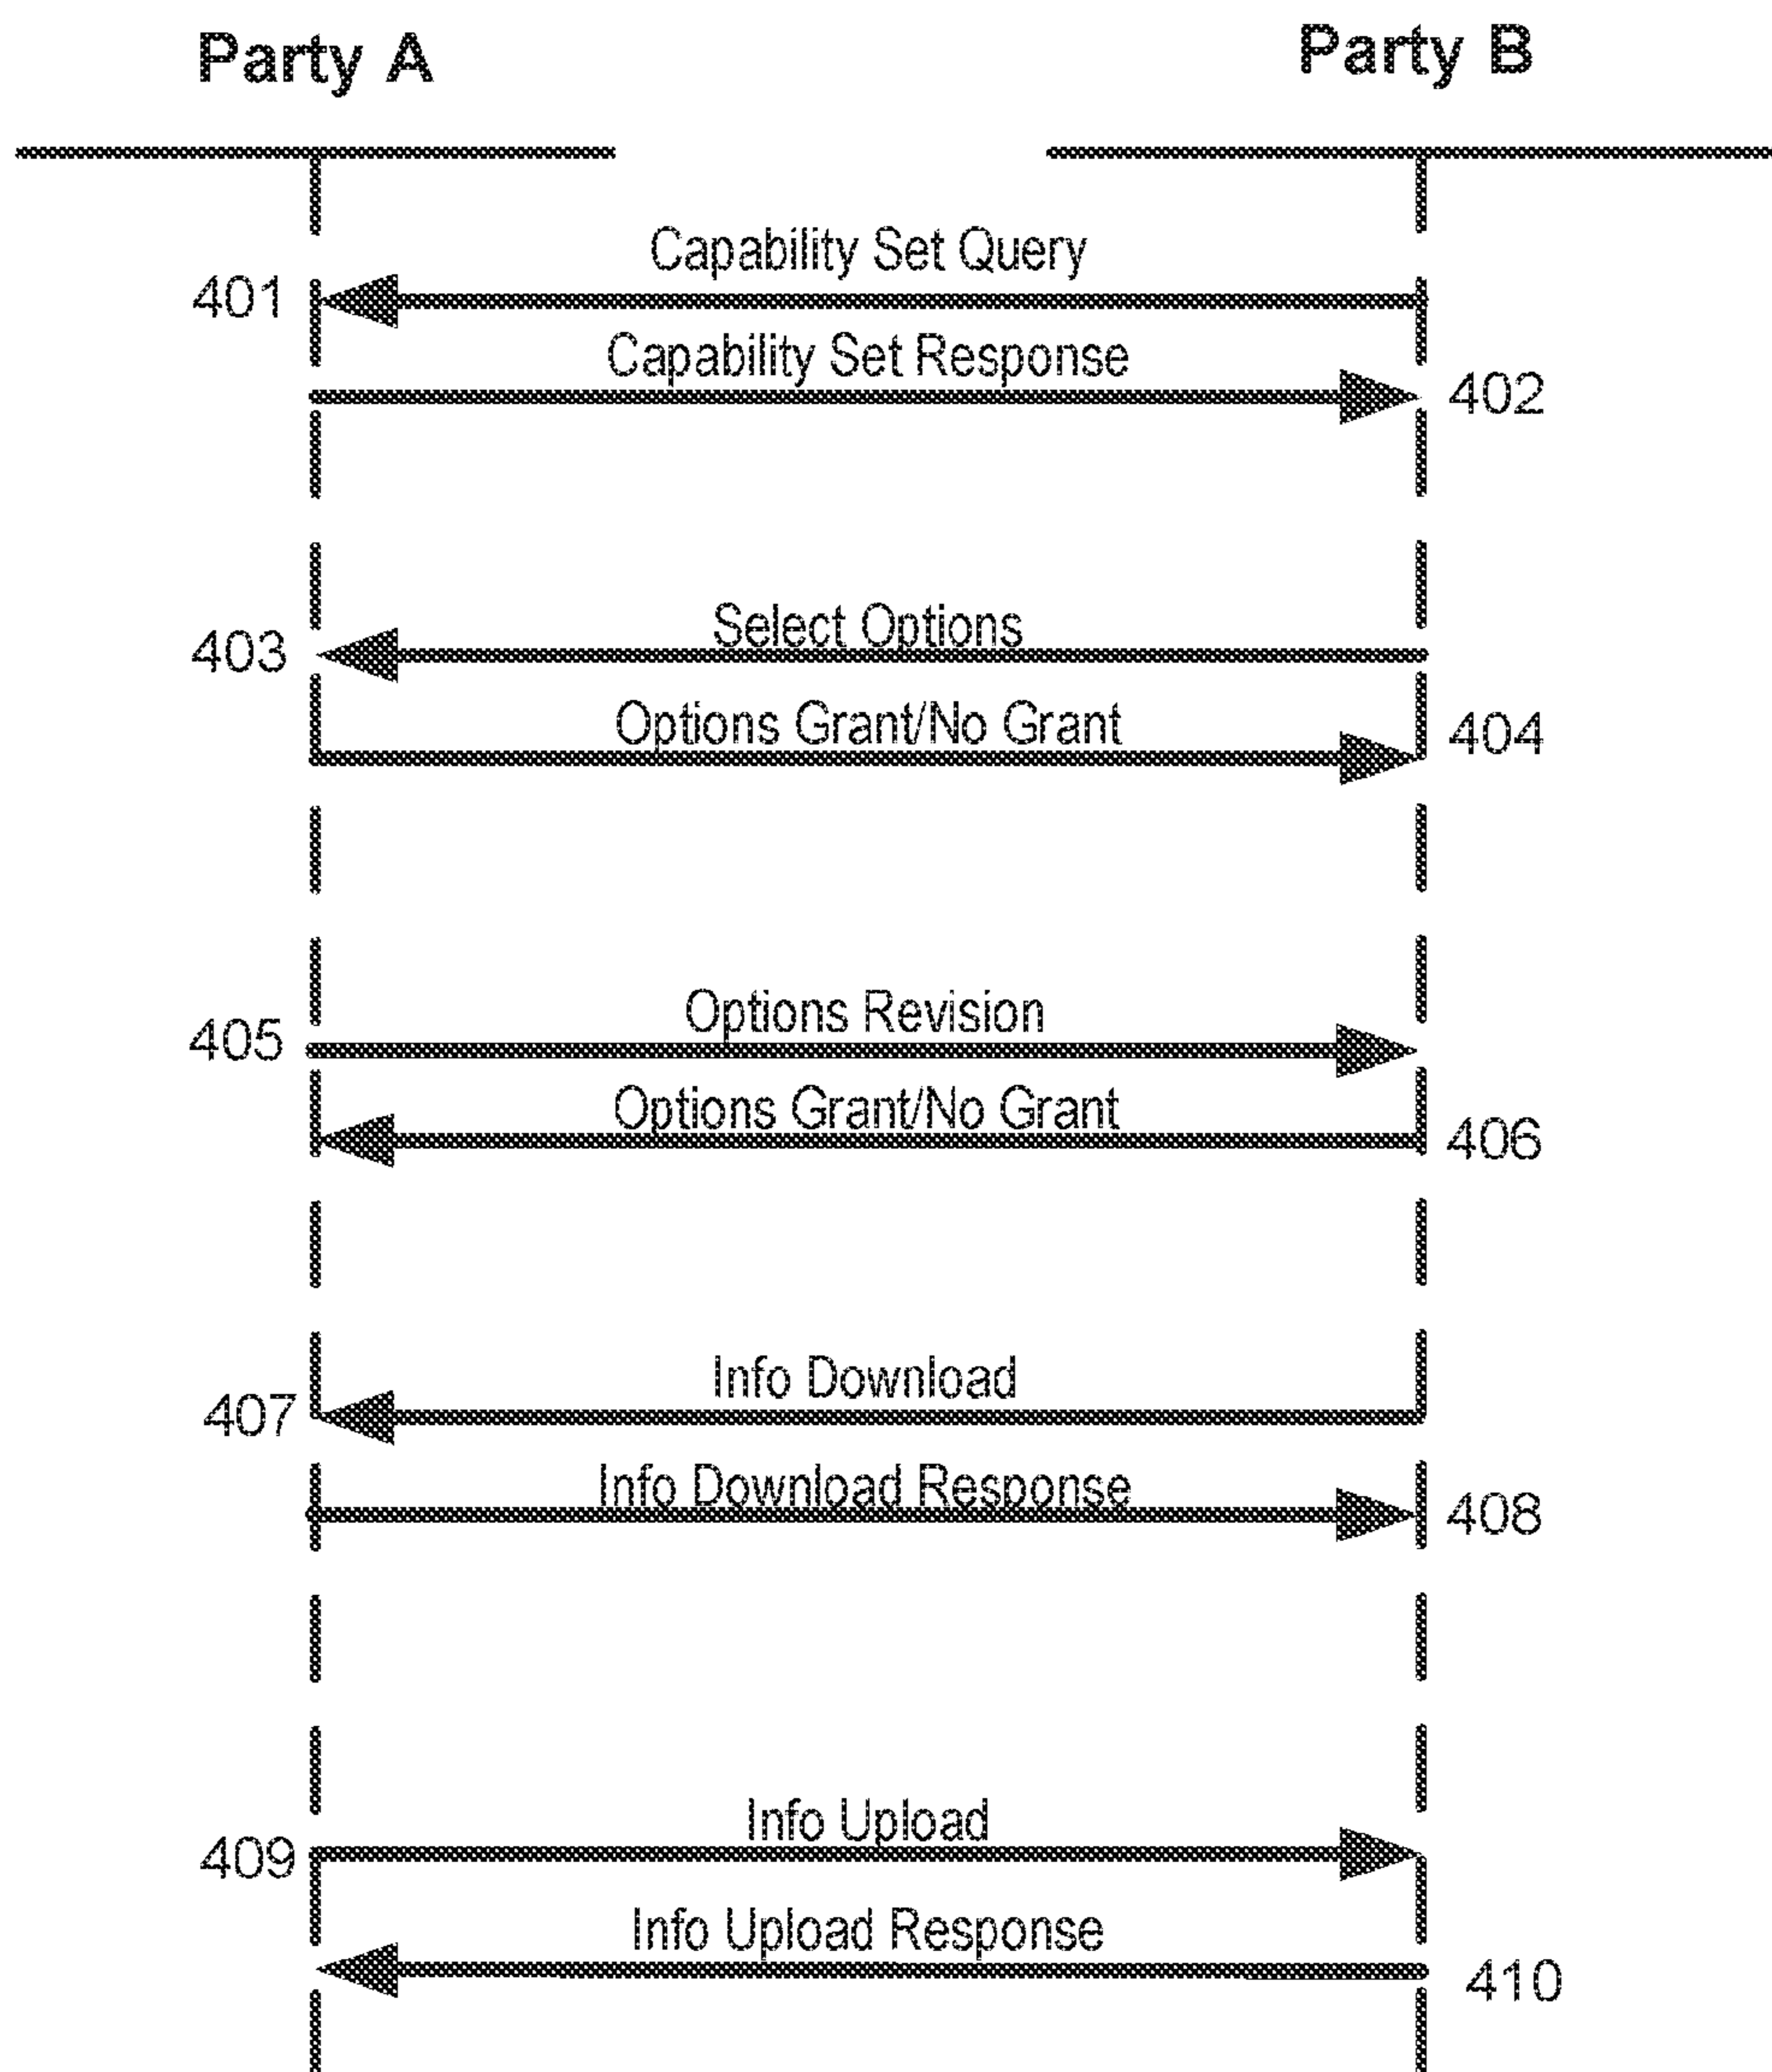 Party A
Party B
Capability Set Query
401
Capability Set Response
402
Select Options
403
Options Grant/No Grant
404
Options Revision
405
Options Grant/No Grant
406
Info Download
407
Info Download Response
408
Info Upload
409
Info Upload Response
410